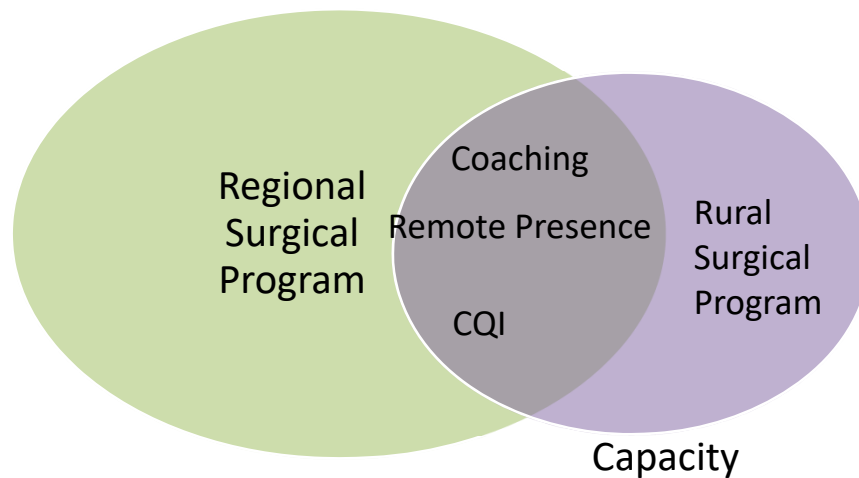 Regional
Surgical
Program
Coaching
Remote Presence
CQI
Rural
Surgical
Program
Capacity